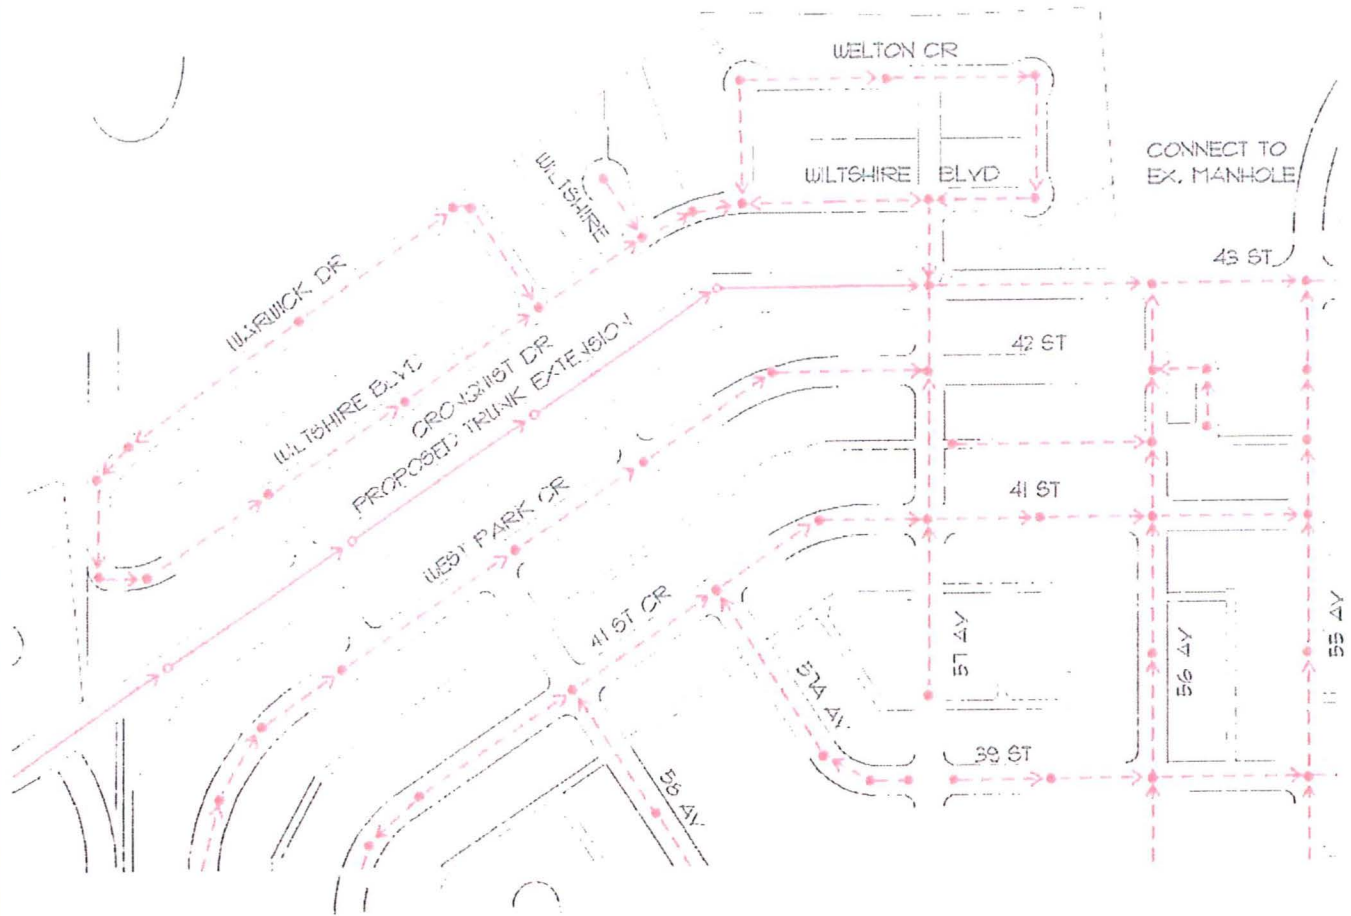 WELTON CR
CONNECT TO
EX. MANHOLE
WILTSHIRE
WILTSHIRE BLVD
43 ST
WARWICK DR
42 ST
WILTSHIRE BLVD
CRONQUIST DR
PROPOSED TRUNK EXTENSION
WEST PARK CR
41 ST
41 ST CR
57 AV
56 AV
55 AV
57A AV
39 ST
58 AV